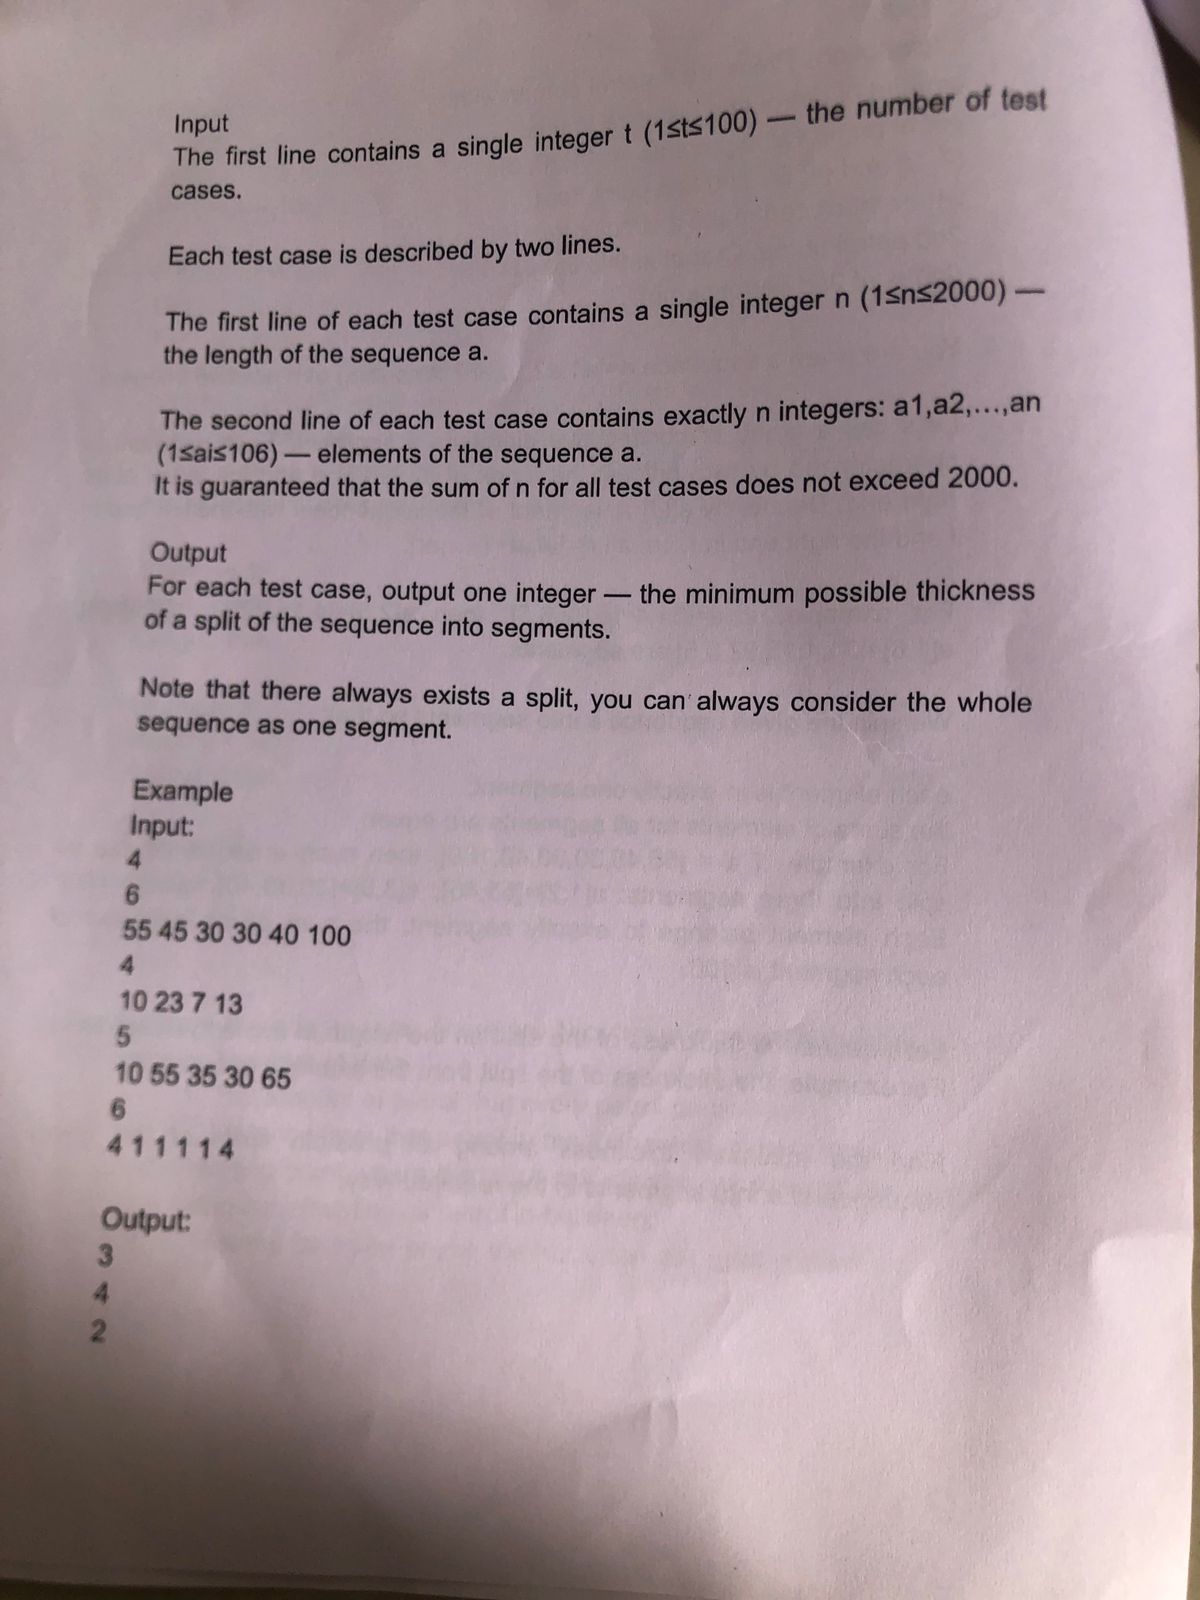 Input
The first line contains a single integer t (1≤t≤100) — the number of test
cases.
Each test case is described by two lines.
The first line of each test case contains a single integer n (1≤n≤2000) —
the length of the sequence a.
The second line of each test case contains exactly n integers: a1,a2,...,an
(1≤ai≤106) — elements of the sequence a.
It is guaranteed that the sum of n for all test cases does not exceed 2000.
Output
For each test case, output one integer — the minimum possible thickness
of a split of the sequence into segments.
Note that there always exists a split, you can always consider the whole
sequence as one segment.
Example
Input:
4
6
55 45 30 30 40 100
4
10 23 7 13
5
10 55 35 30 65
6
4 1 1 1 1 4
Output:
3
4
2